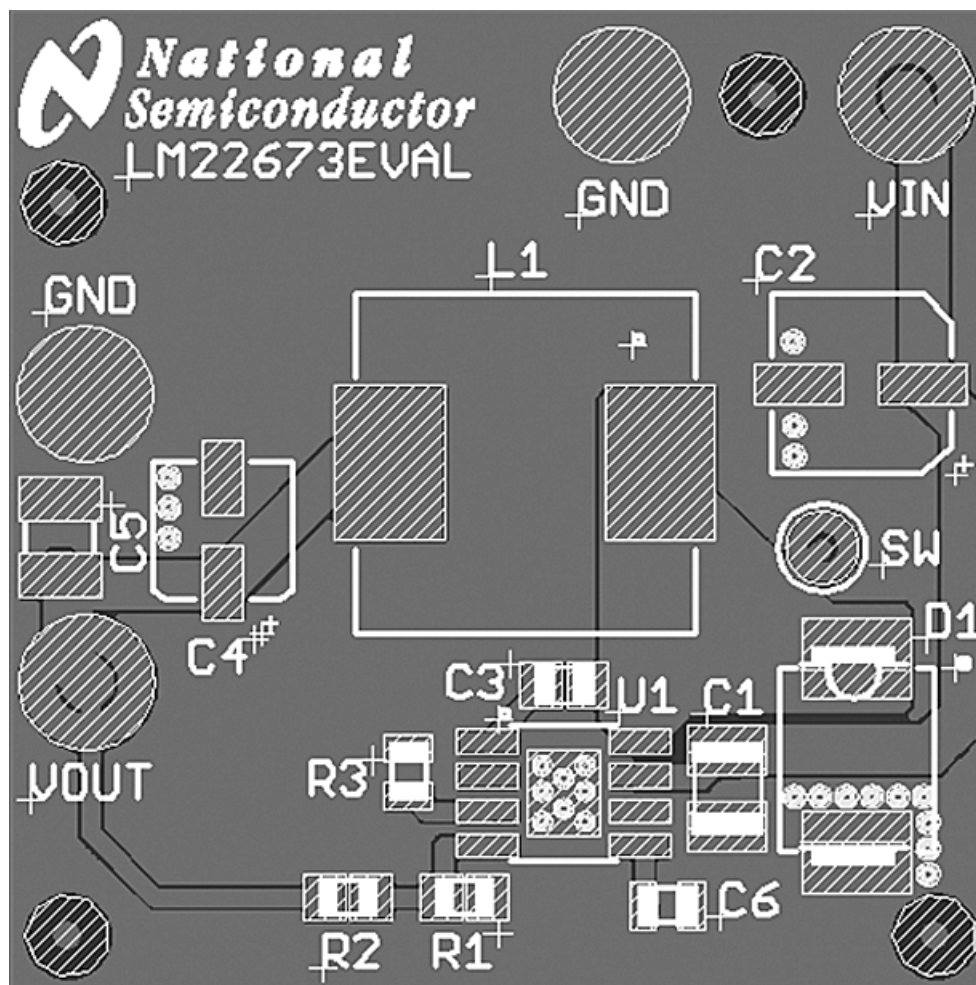 National
Semiconductor
LM22673EVAL
GND
VIN
L1
C2
GND
C5
SW
C4
D1
C3
U1
C1
R3
VOUT
C6
R2
R1